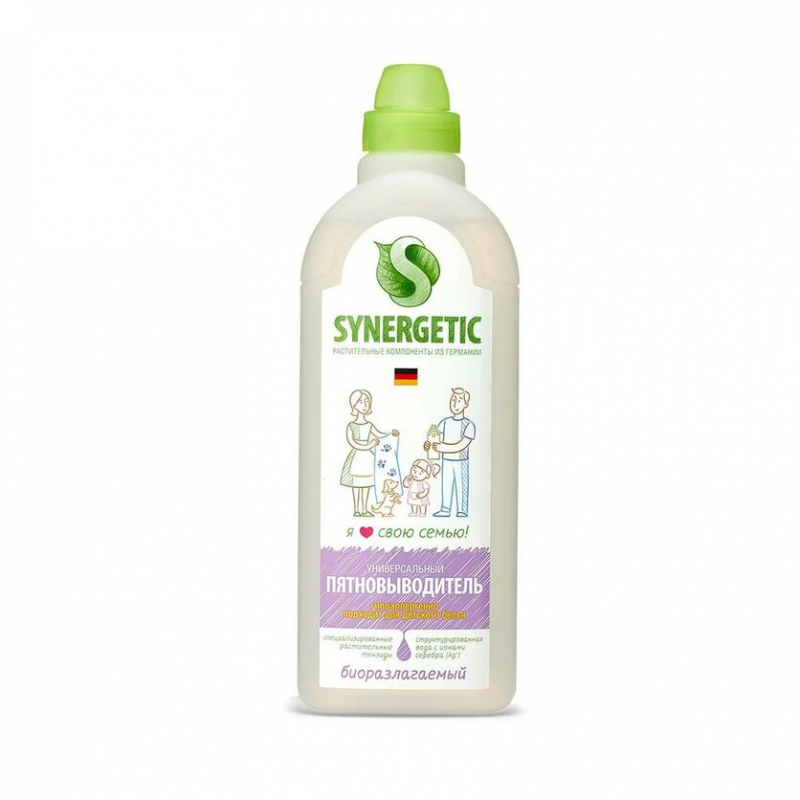 SYNERGETIC
РАСТИТЕЛЬНЫЕ КОМПОНЕНТЫ ИЗ ГЕРМАНИИ
я ❤ свою семью!
УНИВЕРСАЛЬНЫЙ
ПЯТНОВЫВОДИТЕЛЬ
гипоаллергенно
подходит для детского белья
специализированные
растительные
тензиды
структурированная
вода с ионами
серебра (Ag⁺)
биоразлагаемый